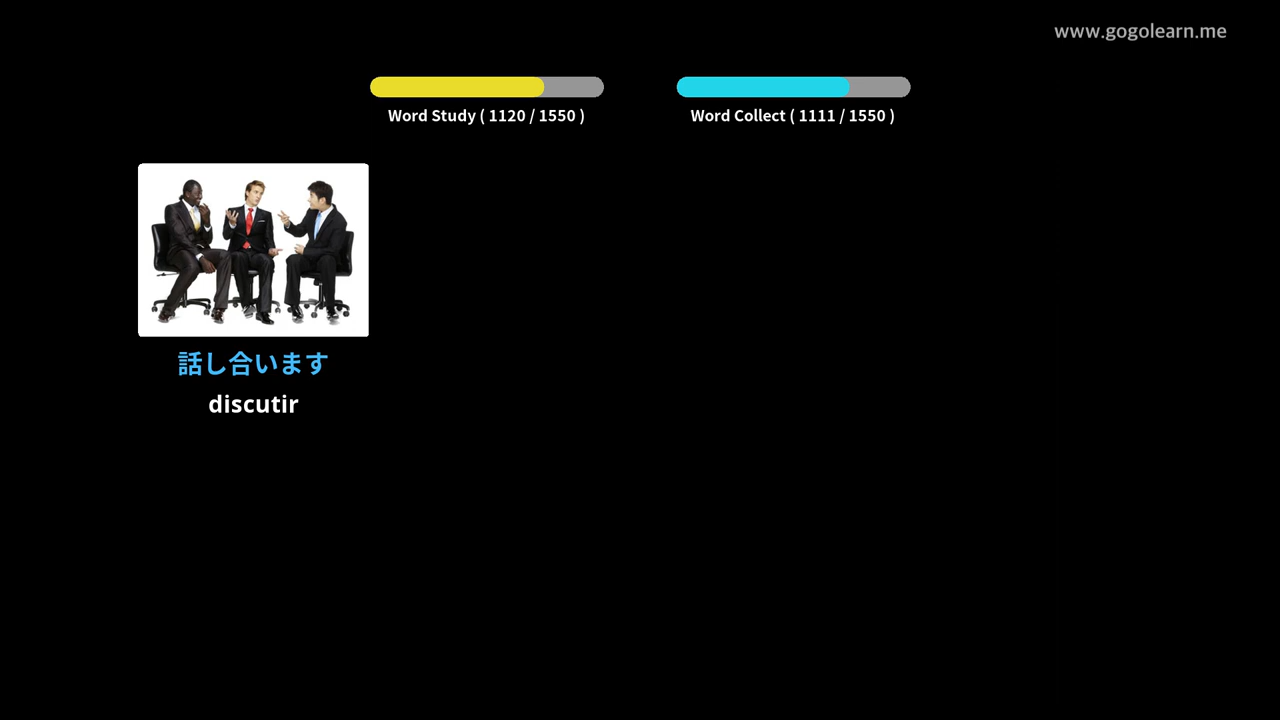 www.gogolearn.me
Word Study ( 1120 / 1550 )
Word Collect ( 1111 / 1550 )
話し合います
discutir